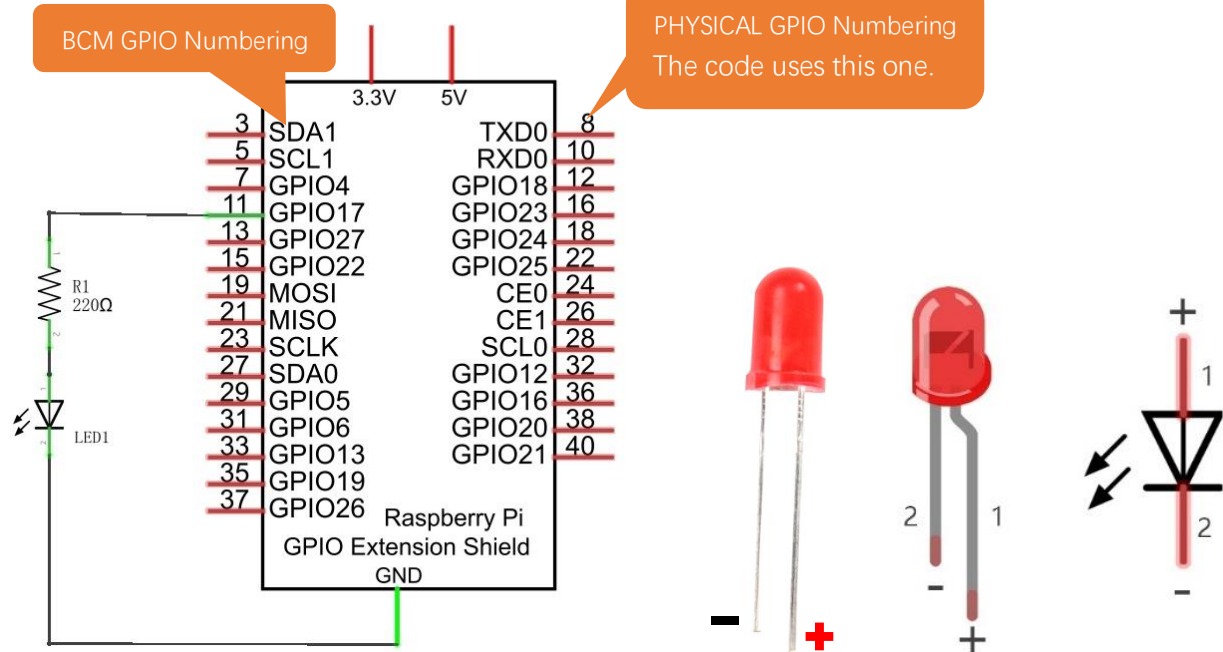 BCM GPIO Numbering
PHYSICAL GPIO Numbering
The code uses this one.
3.3V 5V
3 SDA1 TXD0 8
5 SCL1 RXD0 10
7 GPIO4 GPIO18 12
11 GPIO17 GPIO23 16
13 GPIO27 GPIO24 18
15 GPIO22 GPIO25 22
19 MOSI CE0 24
21 MISO CE1 26
23 SCLK SCL0 28
27 SDA0 GPIO12 32
29 GPIO5 GPIO16 36
31 GPIO6 GPIO20 38
33 GPIO13 GPIO21 40
35 GPIO19
37 GPIO26
Raspberry Pi
GPIO Extension Shield
GND
1
R1
220Ω
2
1
LED1
2
- +
2 1
- +
+
1
2
-